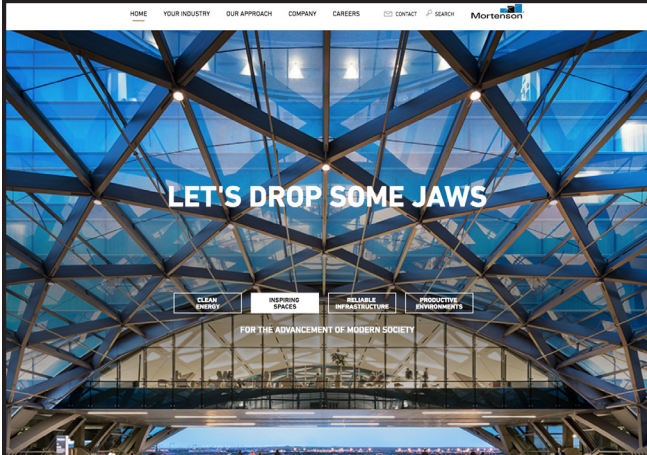 HOME YOUR INDUSTRY OUR APPROACH COMPANY CAREERS CONTACT SEARCH Mortenson
LET'S DROP SOME JAWS
CLEAN
ENERGY
INSPIRING
SPACES
RELIABLE
INFRASTRUCTURE
PRODUCTIVE
ENVIRONMENTS
FOR THE ADVANCEMENT OF MODERN SOCIETY